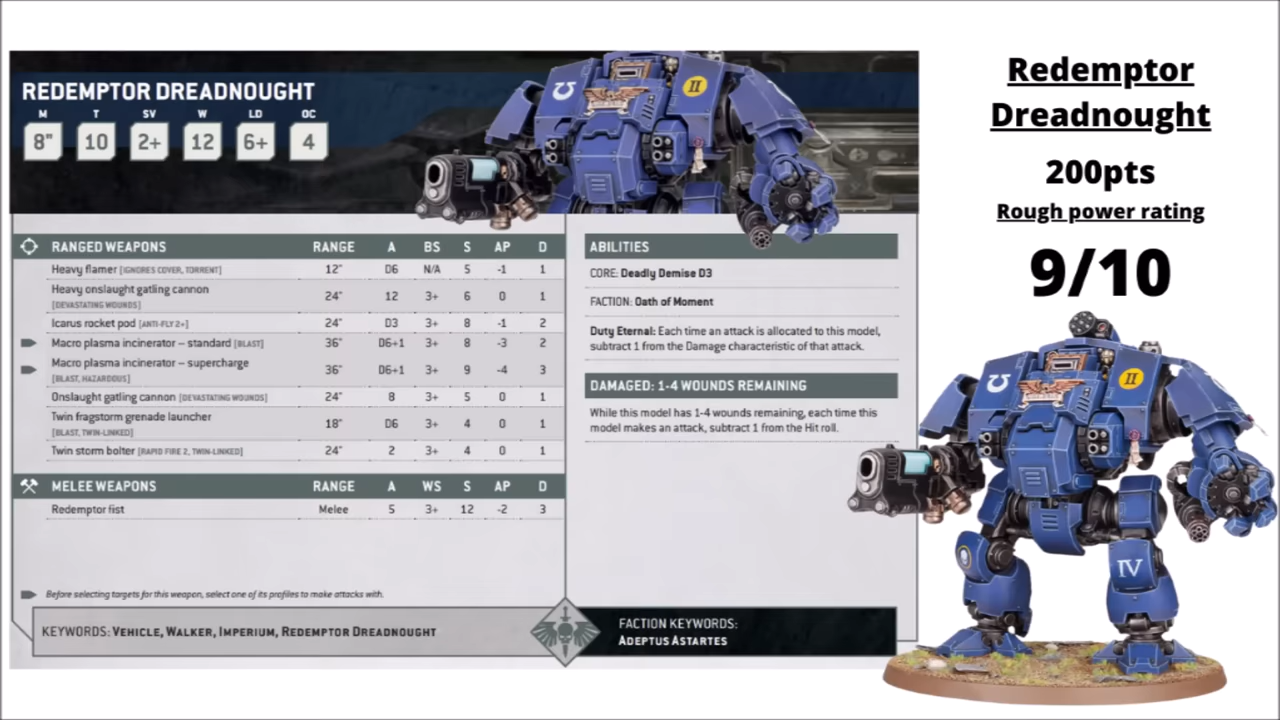 REDEMPTOR DREADNOUGHT
M T SV W LD OC
8" 10 2+ 12 6+ 4
II
RANGED WEAPONS RANGE A BS S AP D
Heavy flamer [IGNORES COVER, TORRENT] 12" D6 N/A 5 -1 1
Heavy onslaught gatling cannon
[DEVASTATING WOUNDS] 24" 12 3+ 6 0 1
Icarus rocket pod [ANTI-FLY 2+] 24" D3 3+ 8 -1 2
Macro plasma incinerator – standard [BLAST] 36" D6+1 3+ 8 -3 2
Macro plasma incinerator – supercharge
[BLAST, HAZARDOUS] 36" D6+1 3+ 9 -4 3
Onslaught gatling cannon [DEVASTATING WOUNDS] 24" 8 3+ 5 0 1
Twin fragstorm grenade launcher
[BLAST, TWIN-LINKED] 18" D6 3+ 4 0 1
Twin storm bolter [RAPID FIRE 2, TWIN-LINKED] 24" 2 3+ 4 0 1
MELEE WEAPONS RANGE A WS S AP D
Redemptor fist Melee 5 3+ 12 -2 3
Before selecting targets for this weapon, select one of its profiles to make attacks with.
KEYWORDS: VEHICLE, WALKER, IMPERIUM, REDEMPTOR DREADNOUGHT
ABILITIES
CORE: Deadly Demise D3
FACTION: Oath of Moment
Duty Eternal: Each time an attack is allocated to this model,
subtract 1 from the Damage characteristic of that attack.
DAMAGED: 1-4 WOUNDS REMAINING
While this model has 1-4 wounds remaining, each time this
model makes an attack, subtract 1 from the Hit roll.
FACTION KEYWORDS:
ADEPTUS ASTARTES
Redemptor
Dreadnought
200pts
Rough power rating
9/10
II
IV